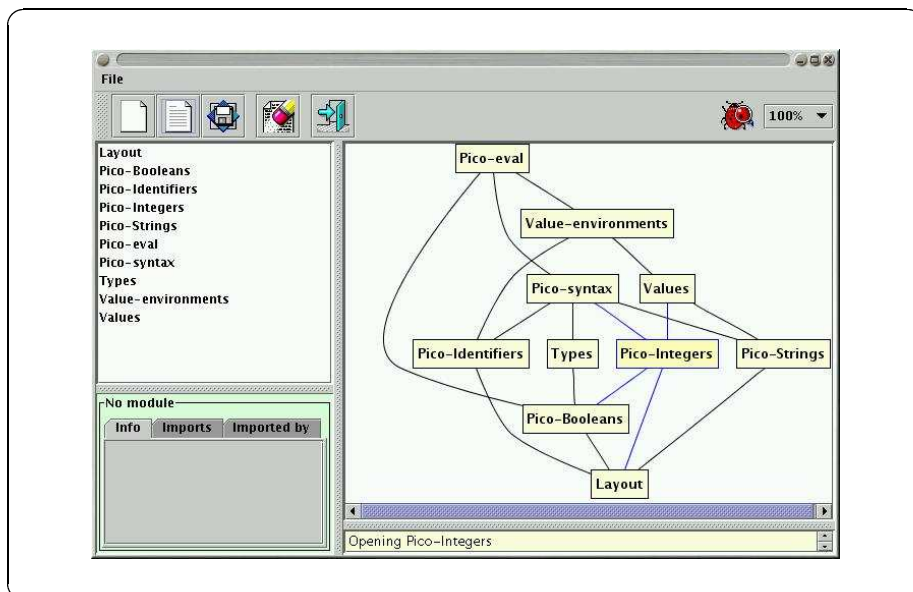 File
100%
Layout
Pico-Booleans
Pico-Identifiers
Pico-Integers
Pico-Strings
Pico-eval
Pico-syntax
Types
Value-environments
Values
No module
Info Imports Imported by
Pico-eval
Value-environments
Pico-syntax Values
Pico-Identifiers Types Pico-Integers Pico-Strings
Pico-Booleans
Layout
Opening Pico-Integers